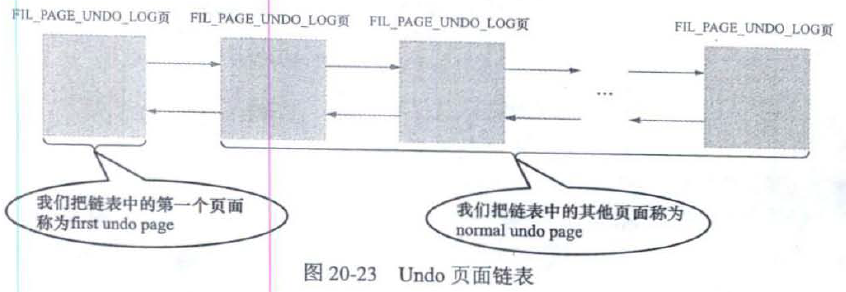 FIL_PAGE_UNDO_LOG页
FIL_PAGE_UNDO_LOG页
FIL_PAGE_UNDO_LOG页
FIL_PAGE_UNDO_LOG页
...
我们把链表中的第一个页面
称为first undo page
我们把链表中的其他页面称为
normal undo page
图 20-23 Undo 页面链表